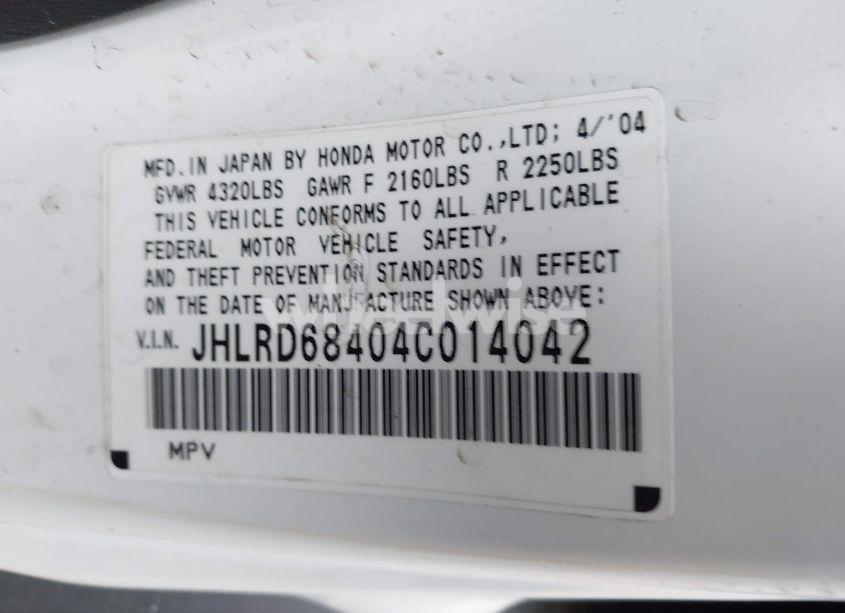 MFD. IN JAPAN BY HONDA MOTOR CO.,LTD; 4/'04
GVWR 4320LBS GAWR F 2160LBS R 2250LBS
THIS VEHICLE CONFORMS TO ALL APPLICABLE
FEDERAL MOTOR VEHICLE SAFETY,
AND THEFT PREVENTION STANDARDS IN EFFECT
ON THE DATE OF MANUFACTURE SHOWN ABOVE:
wheelwise
V.I.N. JHLRD68404C014042
MPV